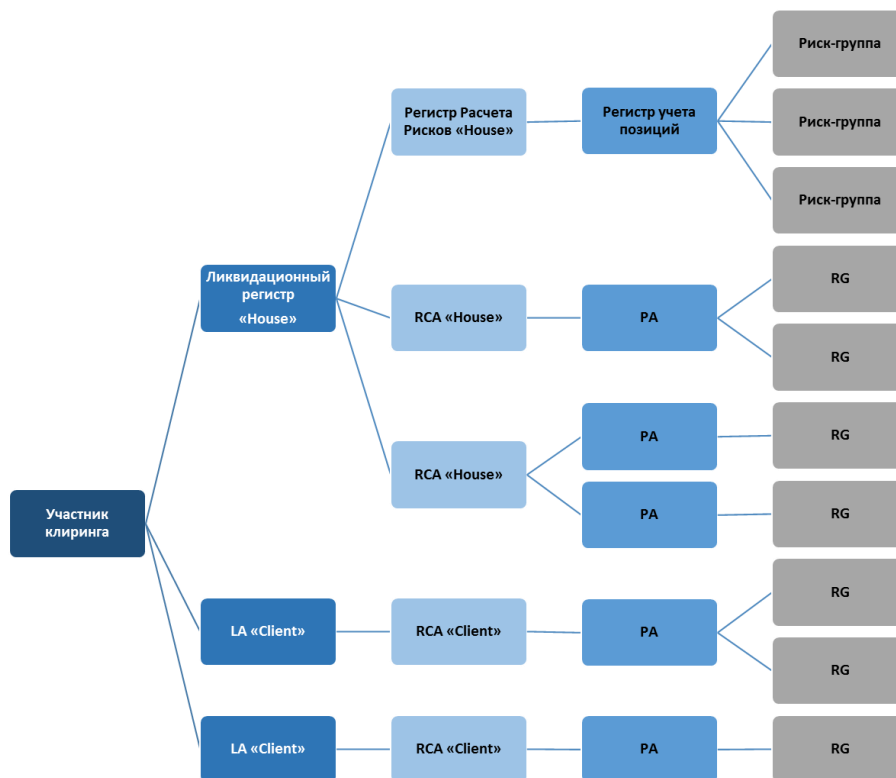 Риск-группа
Регистр Расчета
Рисков «House»
Регистр учета
позиций
Риск-группа
Риск-группа
Ликвидационный
регистр
«House»
RG
RCA «House»
PA
RG
PA
RG
RCA «House»
PA
RG
Участник
клиринга
RG
LA «Client»
RCA «Client»
PA
RG
LA «Client»
RCA «Client»
PA
RG